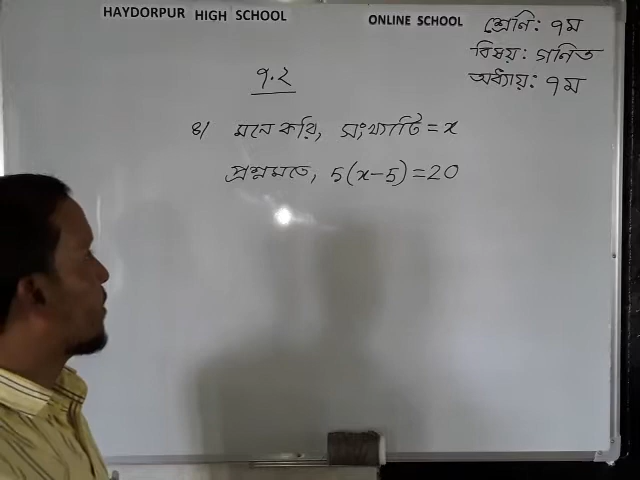 HAYDORPUR HIGH SCHOOL ONLINE SCHOOL
শ্রেনি: ৭ম
বিষয়: গনিত
অধ্যায়: ৭ম
৭.২
৪/ মনে করি, সংখ্যাটি = x
প্রশ্নমতে, 5(x-5)=20